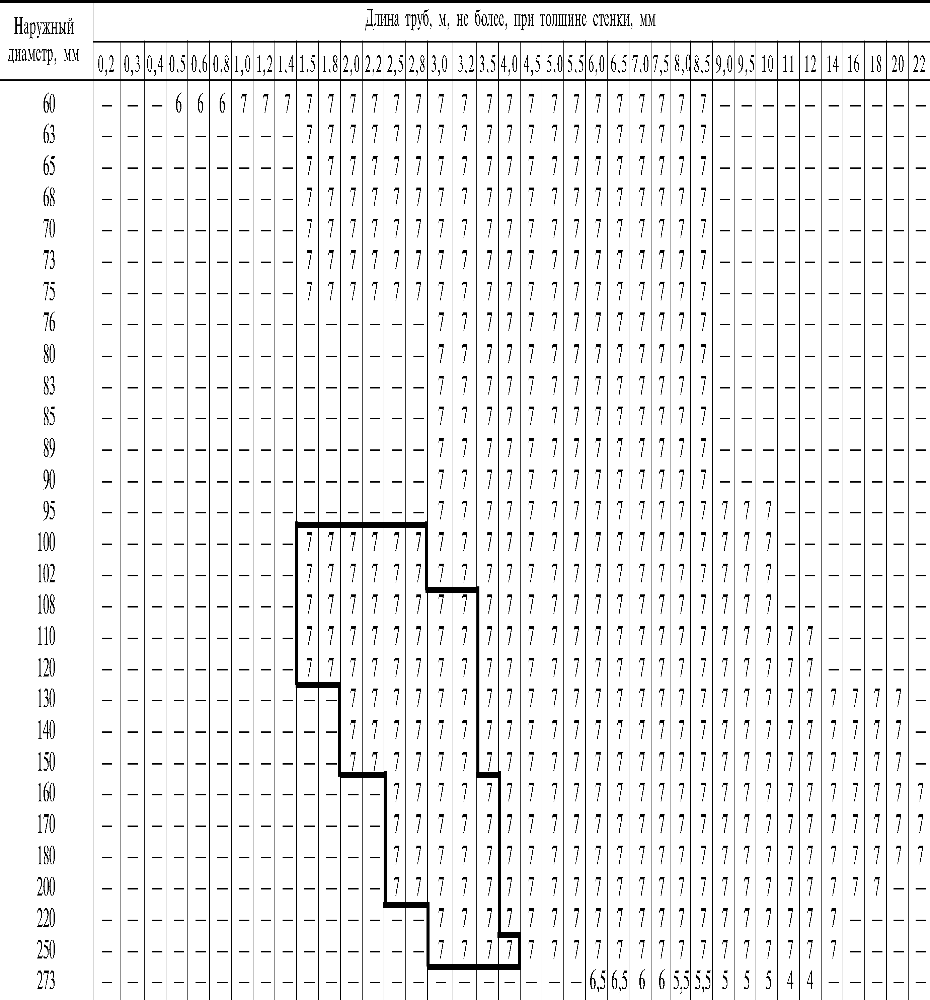 Наружный диаметр, мм
Длина труб, м, не более, при толщине стенки, мм
0,2 0,3 0,4 0,5 0,6 0,8 1,0 1,2 1,4 1,5 1,8 2,0 2,2 2,5 2,8 3,0 3,2 3,5 4,0 4,5 5,0 5,5 6,0 6,5 7,0 7,5 8,0 8,5 9,0 9,5 10 11 12 14 16 18 20 22
60 – – – 6 6 6 7 7 7 7 7 7 7 7 7 7 7 7 7 7 7 7 7 7 7 7 7 7 – – – – – – – – – –
63 – – – – – – – – – 7 7 7 7 7 7 7 7 7 7 7 7 7 7 7 7 7 7 7 – – – – – – – – – –
65 – – – – – – – – – 7 7 7 7 7 7 7 7 7 7 7 7 7 7 7 7 7 7 7 – – – – – – – – – –
68 – – – – – – – – – 7 7 7 7 7 7 7 7 7 7 7 7 7 7 7 7 7 7 7 – – – – – – – – – –
70 – – – – – – – – – 7 7 7 7 7 7 7 7 7 7 7 7 7 7 7 7 7 7 7 – – – – – – – – – –
73 – – – – – – – – – 7 7 7 7 7 7 7 7 7 7 7 7 7 7 7 7 7 7 7 – – – – – – – – – –
75 – – – – – – – – – 7 7 7 7 7 7 7 7 7 7 7 7 7 7 7 7 7 7 7 – – – – – – – – – –
76 – – – – – – – – – – – – – – – 7 7 7 7 7 7 7 7 7 7 7 7 7 – – – – – – – – – –
80 – – – – – – – – – – – – – – – 7 7 7 7 7 7 7 7 7 7 7 7 7 – – – – – – – – – –
83 – – – – – – – – – – – – – – – 7 7 7 7 7 7 7 7 7 7 7 7 7 – – – – – – – – – –
85 – – – – – – – – – – – – – – – 7 7 7 7 7 7 7 7 7 7 7 7 7 – – – – – – – – – –
89 – – – – – – – – – – – – – – – 7 7 7 7 7 7 7 7 7 7 7 7 7 – – – – – – – – – –
90 – – – – – – – – – – – – – – – 7 7 7 7 7 7 7 7 7 7 7 7 7 – – – – – – – – – –
95 – – – – – – – – – – – – – – – 7 7 7 7 7 7 7 7 7 7 7 7 7 7 7 7 – – – – – – –
100 – – – – – – – – – 7 7 7 7 7 7 7 7 7 7 7 7 7 7 7 7 7 7 7 7 7 7 – – – – – – –
102 – – – – – – – – – 7 7 7 7 7 7 7 7 7 7 7 7 7 7 7 7 7 7 7 7 7 7 – – – – – – –
108 – – – – – – – – – 7 7 7 7 7 7 7 7 7 7 7 7 7 7 7 7 7 7 7 7 7 7 – – – – – – –
110 – – – – – – – – – 7 7 7 7 7 7 7 7 7 7 7 7 7 7 7 7 7 7 7 7 7 7 7 7 – – – – –
120 – – – – – – – – – 7 7 7 7 7 7 7 7 7 7 7 7 7 7 7 7 7 7 7 7 7 7 7 7 – – – – –
130 – – – – – – – – – – – 7 7 7 7 7 7 7 7 7 7 7 7 7 7 7 7 7 7 7 7 7 7 7 7 7 7 –
140 – – – – – – – – – – – 7 7 7 7 7 7 7 7 7 7 7 7 7 7 7 7 7 7 7 7 7 7 7 7 7 7 –
150 – – – – – – – – – – – 7 7 7 7 7 7 7 7 7 7 7 7 7 7 7 7 7 7 7 7 7 7 7 7 7 7 –
160 – – – – – – – – – – – – – 7 7 7 7 7 7 7 7 7 7 7 7 7 7 7 7 7 7 7 7 7 7 7 7 7
170 – – – – – – – – – – – – – 7 7 7 7 7 7 7 7 7 7 7 7 7 7 7 7 7 7 7 7 7 7 7 7 7
180 – – – – – – – – – – – – – 7 7 7 7 7 7 7 7 7 7 7 7 7 7 7 7 7 7 7 7 7 7 7 7 7
200 – – – – – – – – – – – – – 7 7 7 7 7 7 7 7 7 7 7 7 7 7 7 7 7 7 7 7 7 7 7 – –
220 – – – – – – – – – – – – – – – 7 7 7 7 7 7 7 7 7 7 7 7 7 7 7 7 7 7 7 – – – –
250 – – – – – – – – – – – – – – – 7 7 7 7 7 7 7 7 7 7 7 7 7 7 7 7 7 7 7 – – – –
273 – – – – – – – – – – – – – – – – – – – – – – 6,5 6,5 6 6 5,5 5,5 5 5 5 4 4 – – – – –